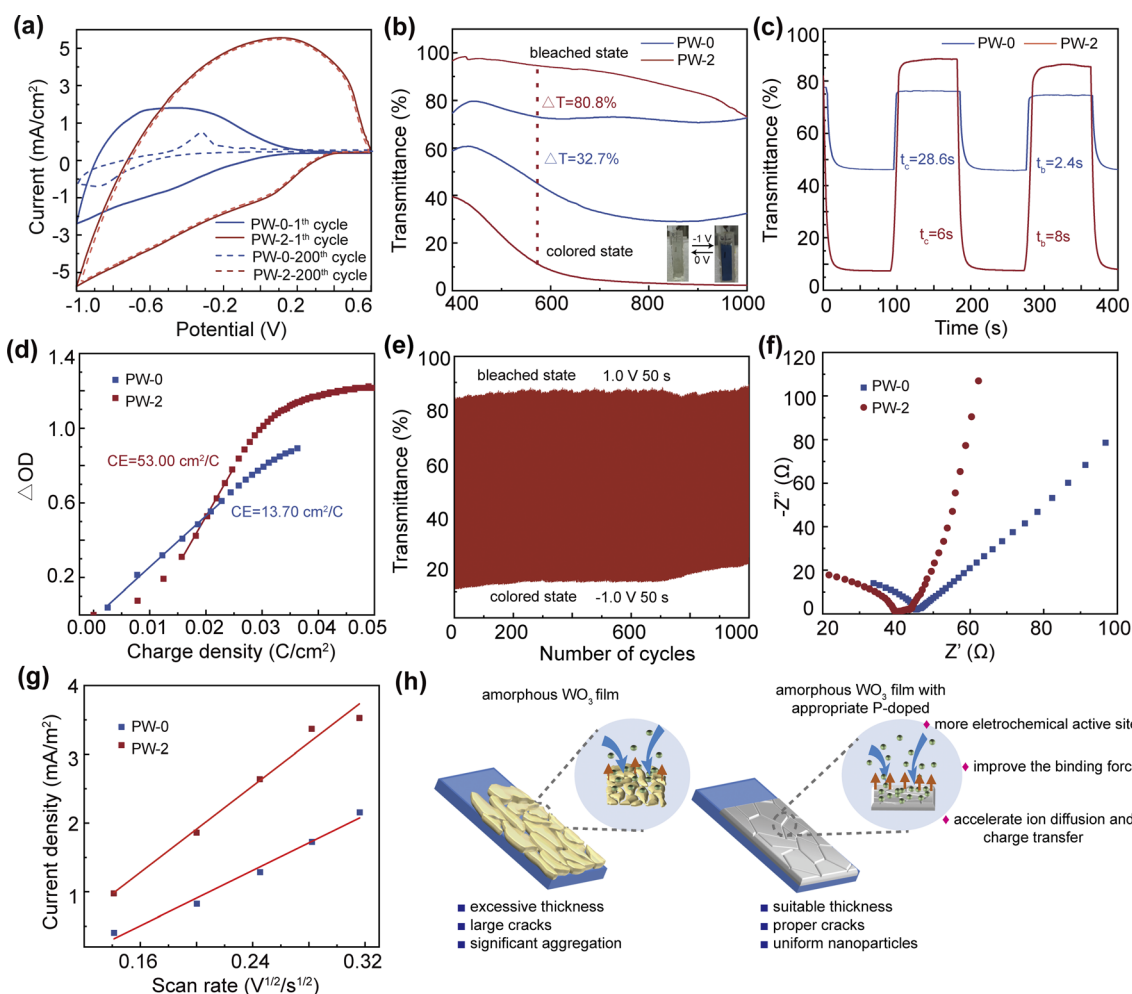 (a)
Current (mA/cm²)
5
3
1
0
-1
-3
-5
PW-0-1ᵗʰ cycle
PW-2-1ᵗʰ cycle
PW-0-200ᵗʰ cycle
PW-2-200ᵗʰ cycle
-1.0 -0.6 -0.2 0.2 0.6
Potential (V)
(b)
Transmittance (%)
100
80
60
40
20
0
bleached state
PW-0
PW-2
△T=80.8%
△T=32.7%
-1 V
0 V
colored state
400 600 800 1000
(c)
PW-0 PW-2
Transmittance (%)
100
80
60
40
20
0
t_c=28.6s
t_b=2.4s
t_c=6s
t_b=8s
0 100 200 300 400
Time (s)
(d)
△OD
1.4
1.0
0.6
0.2
PW-0
PW-2
CE=53.00 cm²/C
CE=13.70 cm²/C
0.00 0.01 0.02 0.03 0.04 0.05
Charge density (C/cm²)
(e)
Transmittance (%)
100
80
60
40
20
bleached state 1.0 V 50 s
colored state -1.0 V 50 s
0 200 600 1000
Number of cycles
(f)
-Z" (Ω)
120
100
80
60
40
20
0
PW-0
PW-2
20 40 60 80 100
Z' (Ω)
(g)
Current density (mA/m²)
4
3
2
1
PW-0
PW-2
0.16 0.24 0.32
Scan rate (V¹ᐟ²/s¹ᐟ²)
(h)
amorphous WO₃ film
excessive thickness
large cracks
significant aggregation
amorphous WO₃ film with
appropriate P-doped
more eletrochemical active site
improve the binding forc
accelerate ion diffusion and
charge transfer
suitable thickness
proper cracks
uniform nanoparticles